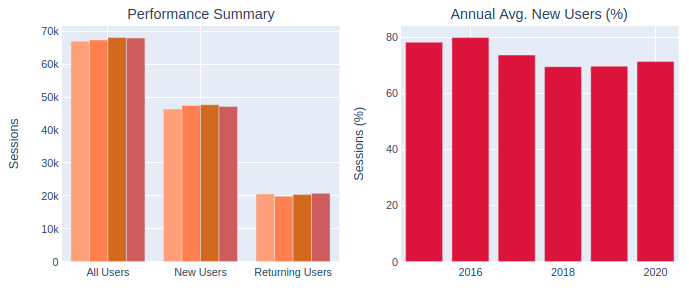 Performance Summary
Sessions
70k
60k
50k
40k
30k
20k
10k
0
All Users
New Users
Returning Users
Annual Avg. New Users (%)
Sessions (%)
80
60
40
20
0
2016
2018
2020